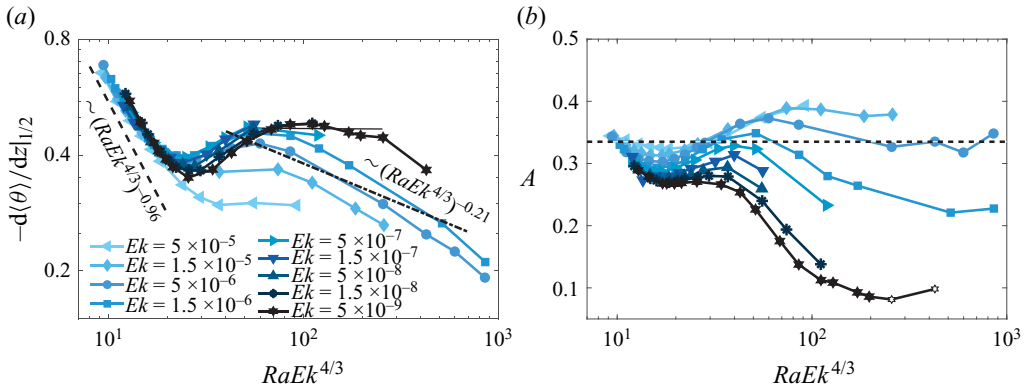 (a)
0.8
0.4
0.2
−d⟨θ⟩/dz|1/2
~ (RaEk^4/3)^−0.96
~ (RaEk^4/3)^−0.21
Ek = 5 ×10^−5
Ek = 1.5 ×10^−5
Ek = 5 ×10^−6
Ek = 1.5 ×10^−6
Ek = 5 ×10^−7
Ek = 1.5 ×10^−7
Ek = 5 ×10^−8
Ek = 1.5 ×10^−8
Ek = 5 ×10^−9
10^1 10^2 10^3
RaEk^4/3
(b)
0.5
0.4
0.3
0.2
0.1
A
10^1 10^2 10^3
RaEk^4/3